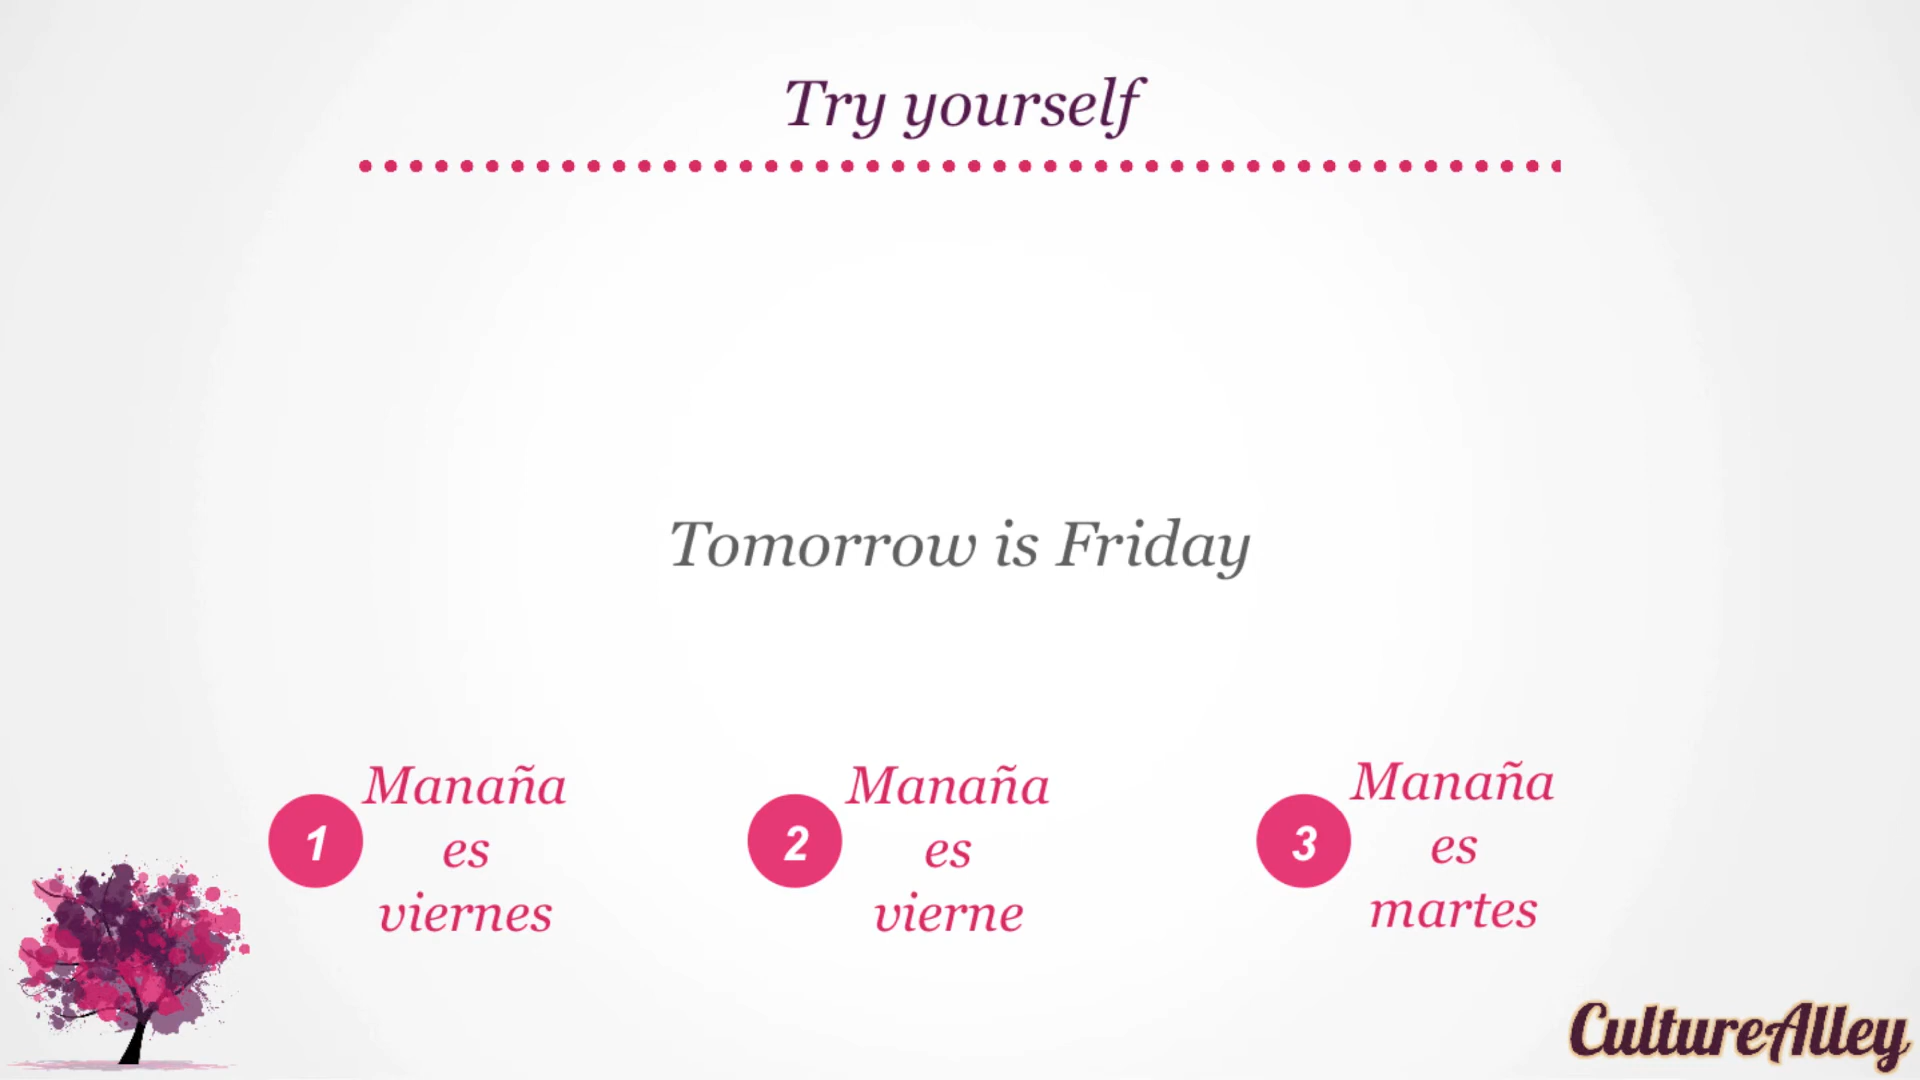 Try yourself
Tomorrow is Friday
1
Manaña
es
viernes
2
Manaña
es
vierne
3
Manaña
es
martes
CultureAlley